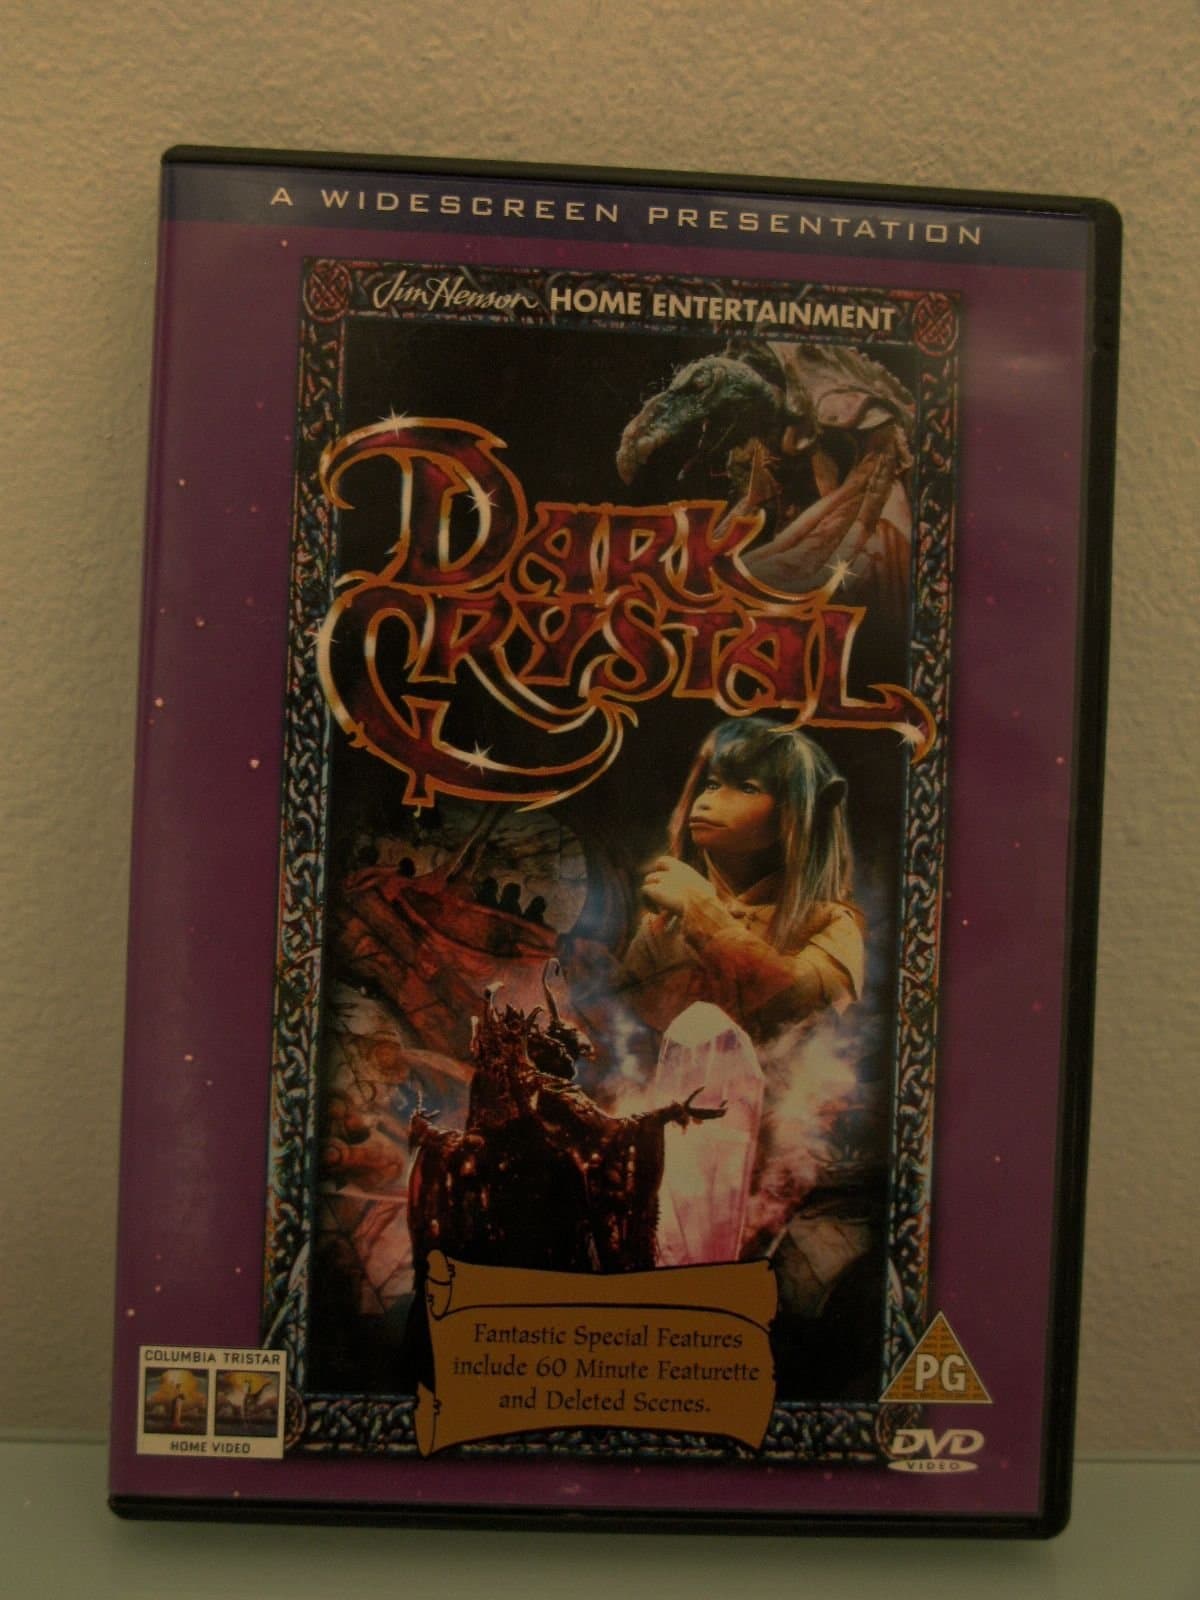 A WIDESCREEN PRESENTATION
Jim Henson HOME ENTERTAINMENT
DARK
CRYSTAL
Fantastic Special Features
include 60 Minute Featurette
and Deleted Scenes.
COLUMBIA TRISTAR
HOME VIDEO
PG
DVD
VIDEO